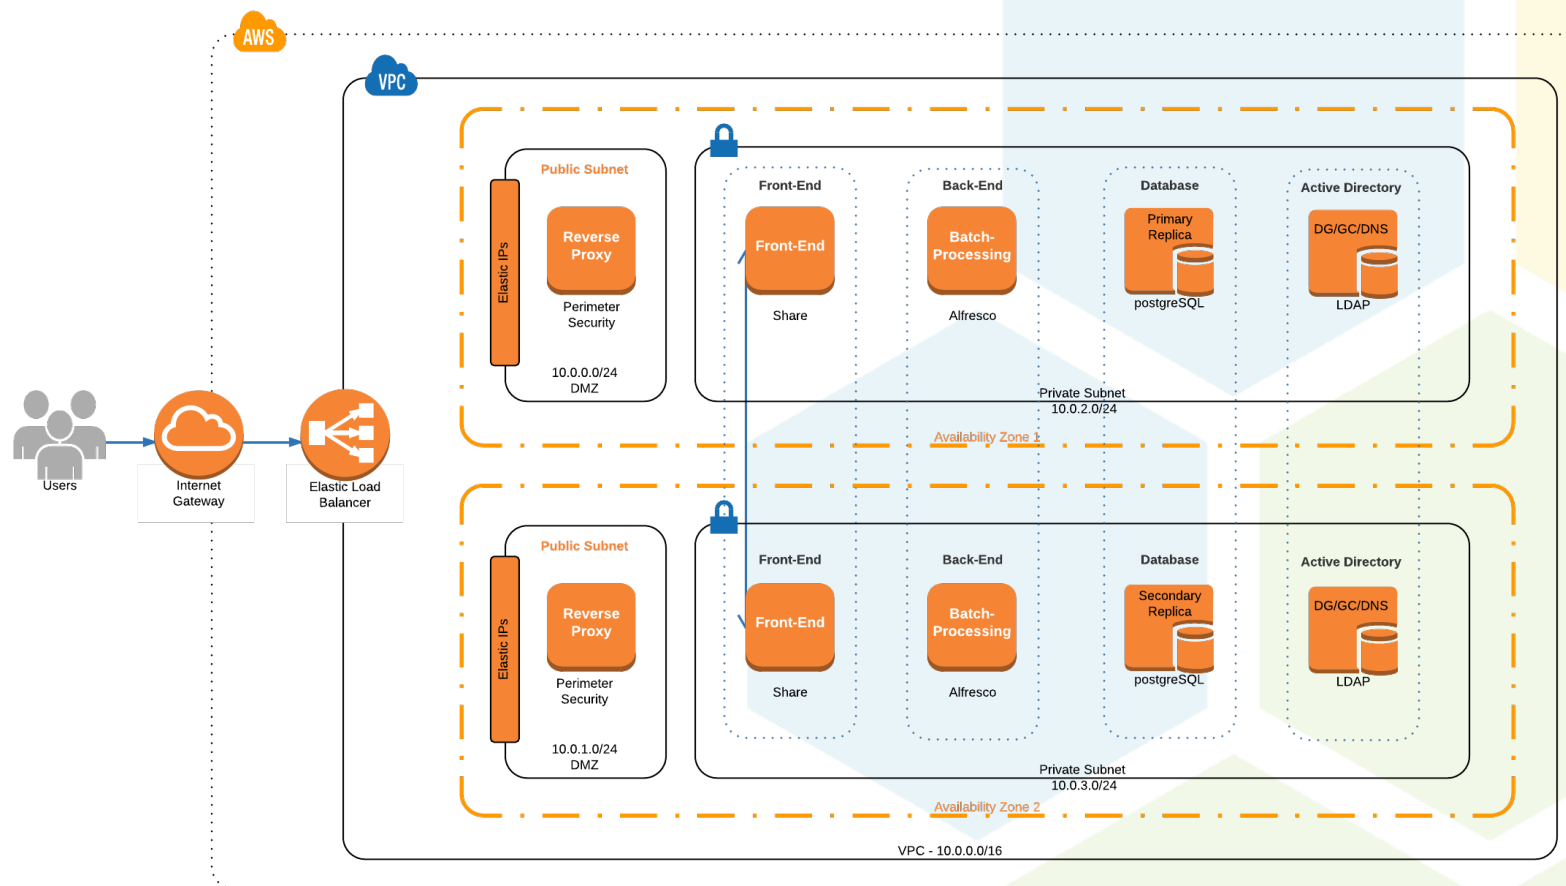 AWS
VPC
Public Subnet
Elastic IPs
Reverse
Proxy
Perimeter
Security
10.0.0.0/24
DMZ
Front-End
Front-End
Share
Back-End
Batch-
Processing
Alfresco
Database
Primary
Replica
postgreSQL
Active Directory
DG/GC/DNS
LDAP
Private Subnet
10.0.2.0/24
Availability Zone 1
Users
Internet
Gateway
Elastic Load
Balancer
Public Subnet
Elastic IPs
Reverse
Proxy
Perimeter
Security
10.0.1.0/24
DMZ
Front-End
Front-End
Share
Back-End
Batch-
Processing
Alfresco
Database
Secondary
Replica
postgreSQL
Active Directory
DG/GC/DNS
LDAP
Private Subnet
10.0.3.0/24
Availability Zone 2
VPC - 10.0.0.0/16